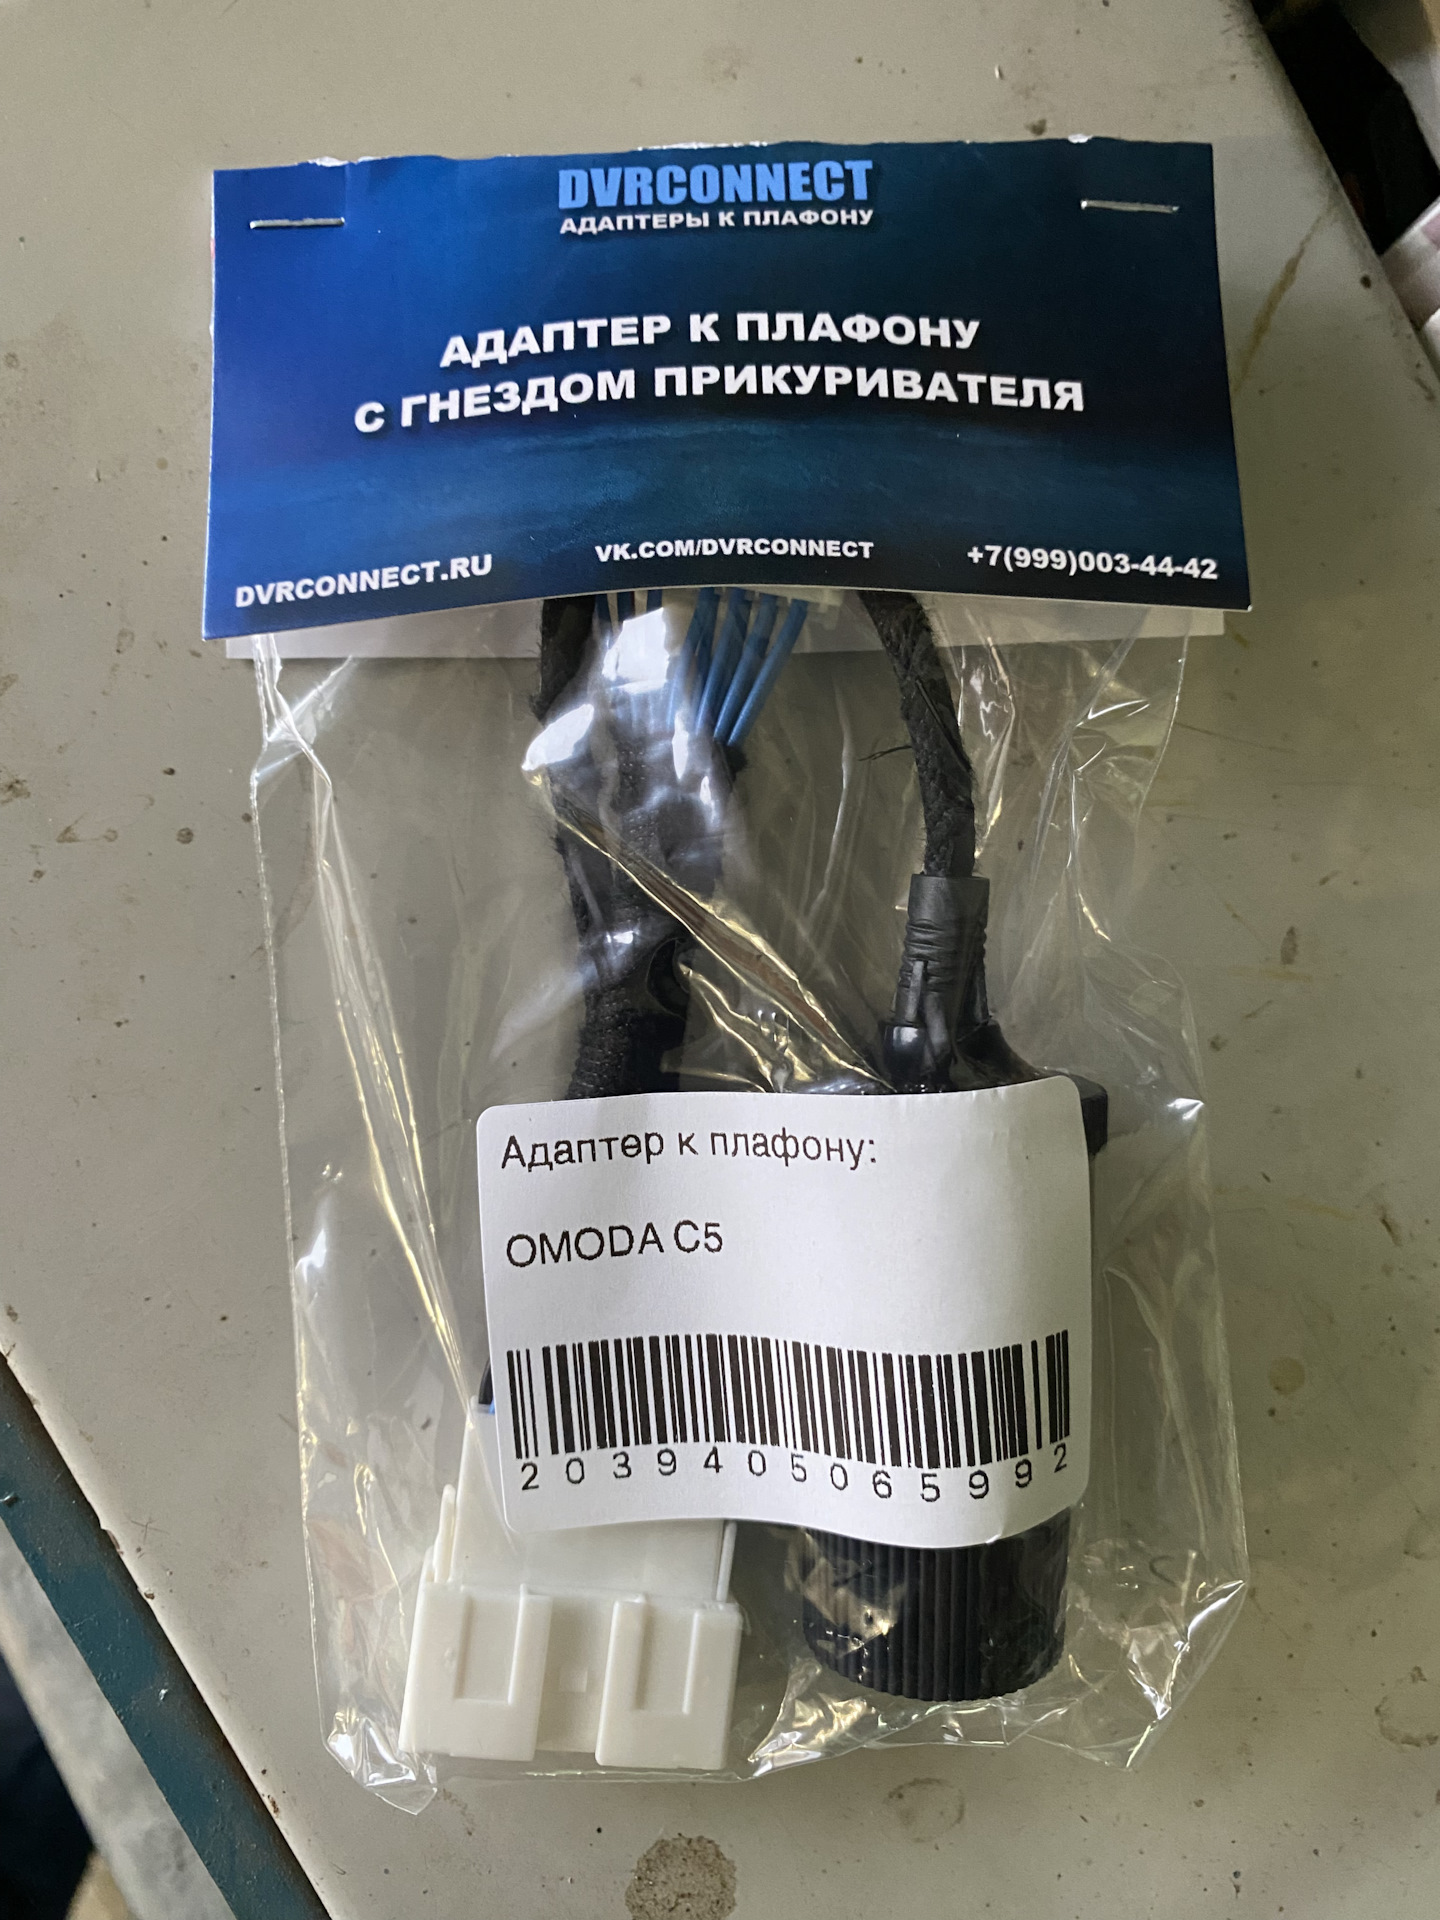 DVRCONNECT
АДАПТЕРЫ К ПЛАФОНУ
АДАПТЕР К ПЛАФОНУ
С ГНЕЗДОМ ПРИКУРИВАТЕЛЯ
DVRCONNECT.RU VK.COM/DVRCONNECT +7(999)003-44-42
Адаптер к плафону:
OMODA C5
2039405065992